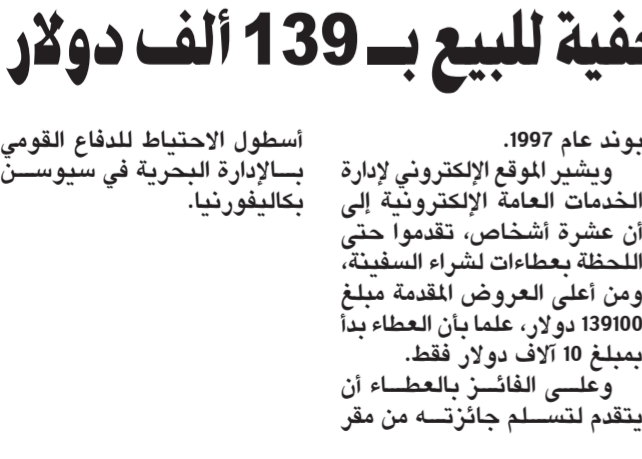 للبيع بـ 139 ألف دولار
بوند عام 1997.
ويشير الموقع الإلكتروني لإدارة
الخدمات العامة الإلكترونية إلى
أن عشرة أشخاص، تقدموا حتى
اللحظة بعطاءات لشراء السفينة،
ومن أعلى العروض المقدمة مبلغ
139100 دولار، علما بأن العطاء بدأ
بمبلغ 10 آلاف دولار فقط.
وعلى الفائز بالعطاء أن
يتقدم لتسلم جائزته من مقر
أسطول الاحتياط للدفاع القومي
بالإدارة البحرية في سيوسن
بكاليفورنيا.